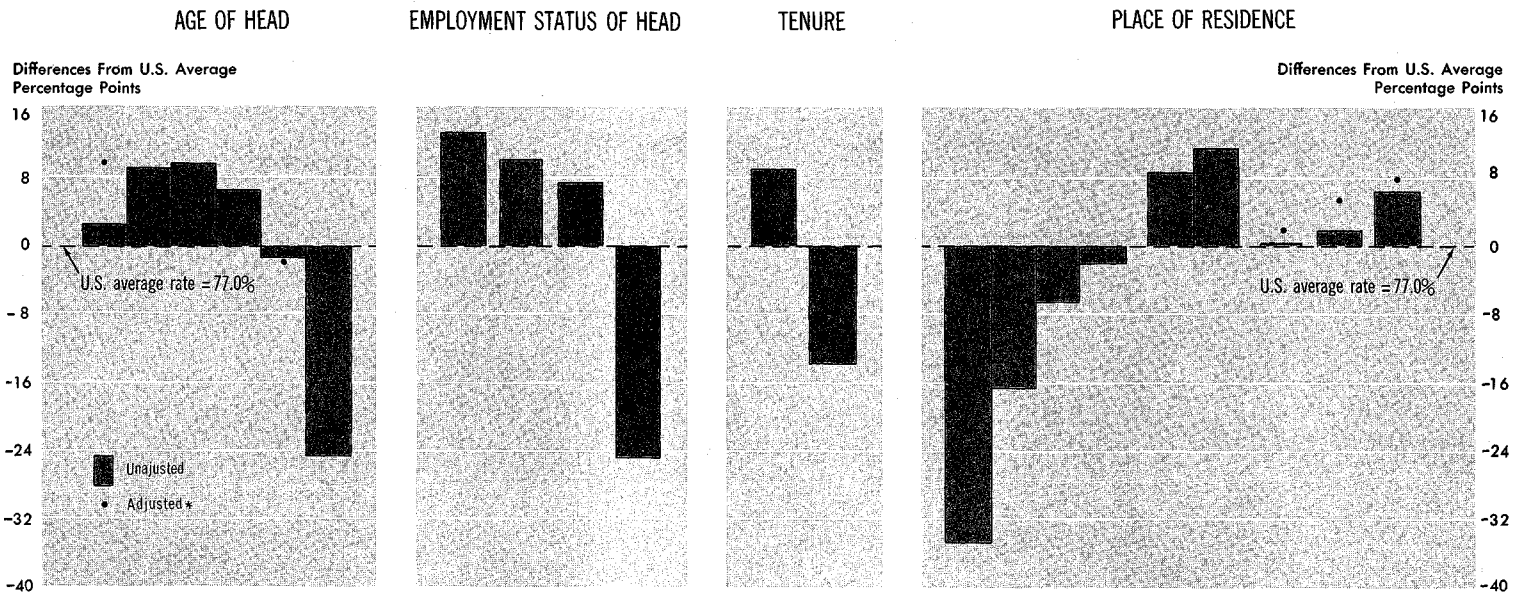 AGE OF HEAD
EMPLOYMENT STATUS OF HEAD
TENURE
PLACE OF RESIDENCE
Differences From U.S. Average
Percentage Points
Differences From U.S. Average
Percentage Points
16
8
0
-8
-16
-24
-32
-40
U.S. average rate = 77.0%
Unajusted
Adjusted *
U.S. average rate = 77.0%
16
8
0
-8
-16
-24
-32
-40